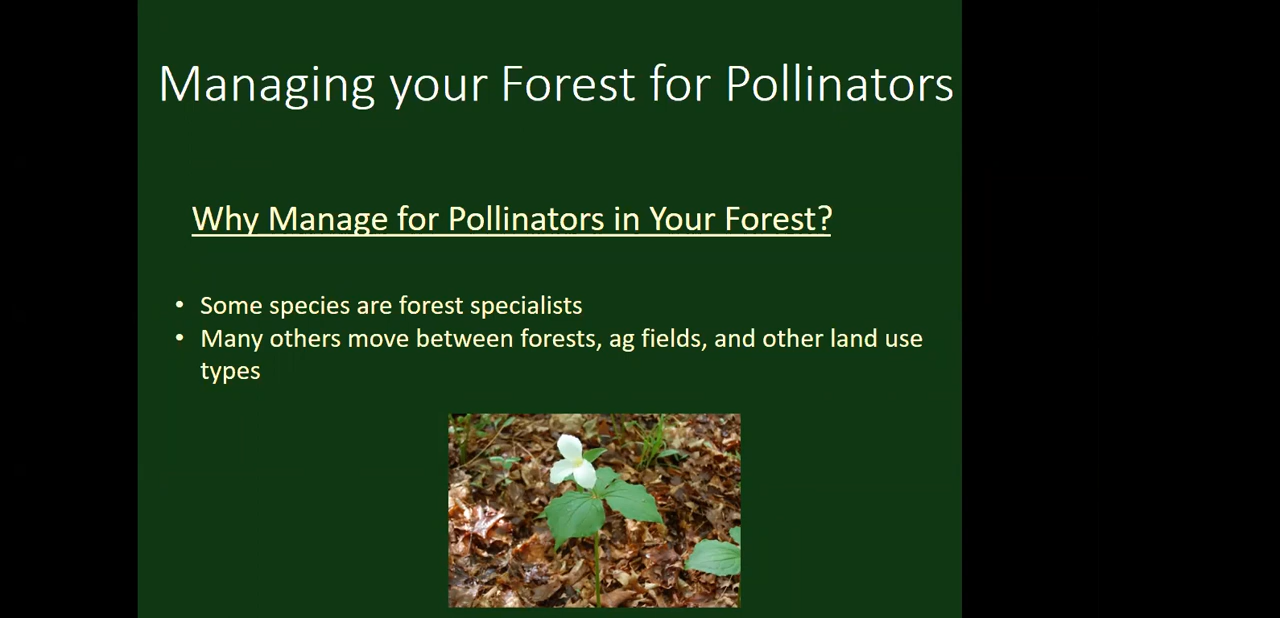 Managing your Forest for Pollinators
Why Manage for Pollinators in Your Forest?
• Some species are forest specialists
• Many others move between forests, ag fields, and other land use
types